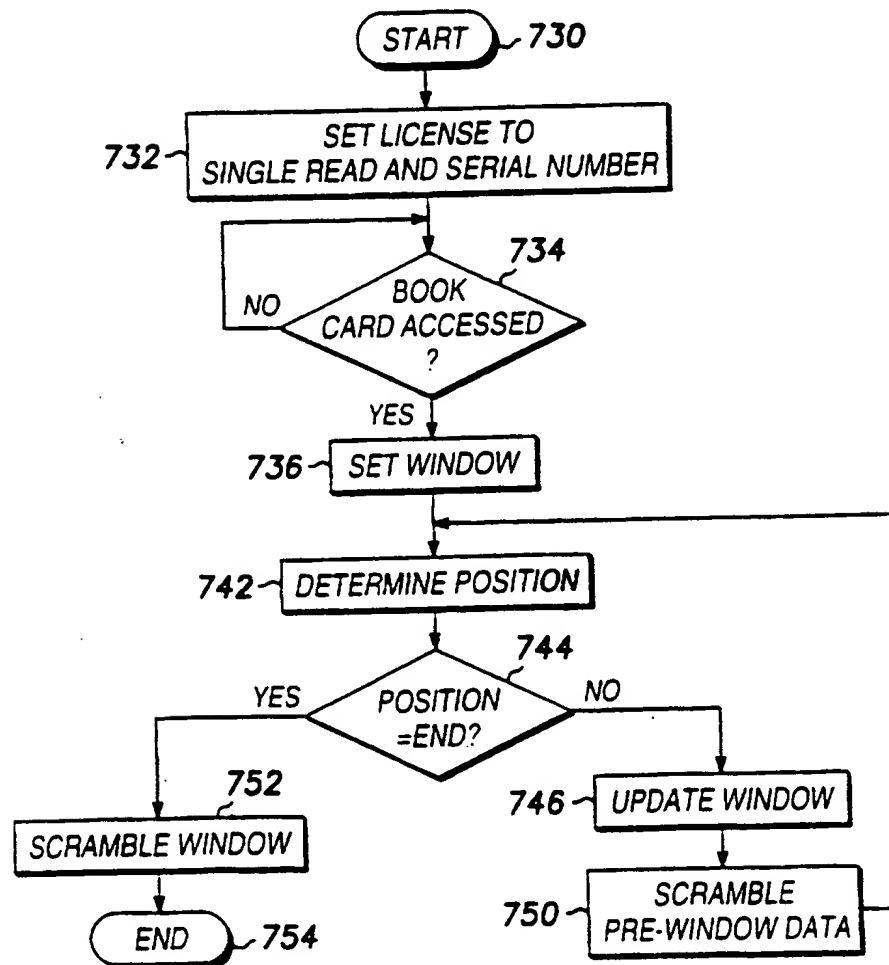 START
730
732
SET LICENSE TO
SINGLE READ AND SERIAL NUMBER
734
NO
BOOK
CARD ACCESSED
?
YES
736
SET WINDOW
742
DETERMINE POSITION
744
YES
POSITION
=END?
NO
752
SCRAMBLE WINDOW
746
UPDATE WINDOW
750
SCRAMBLE
PRE-WINDOW DATA
END
754